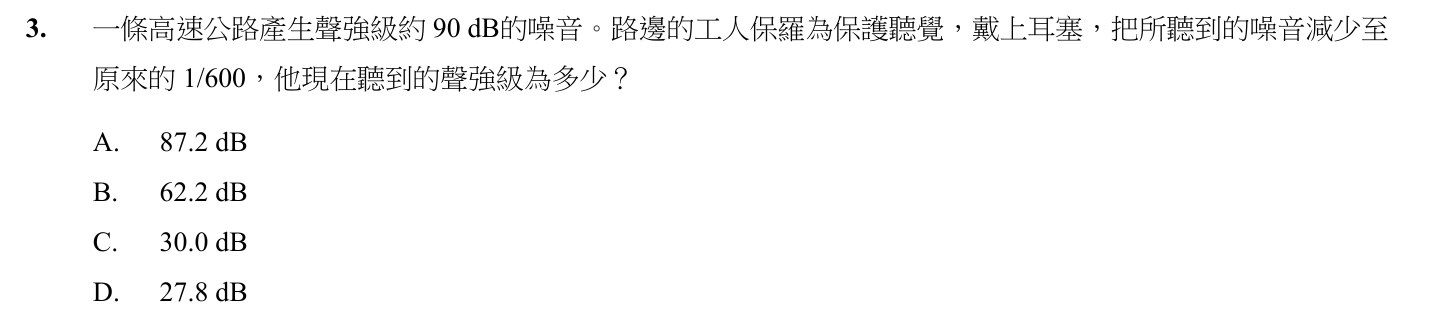 3. 一條高速公路產生聲強級約 90 dB的噪音。路邊的工人保羅為保護聽覺，戴上耳塞，把所聽到的噪音減少至
原來的 1/600，他現在聽到的聲強級為多少？
A. 87.2 dB
B. 62.2 dB
C. 30.0 dB
D. 27.8 dB